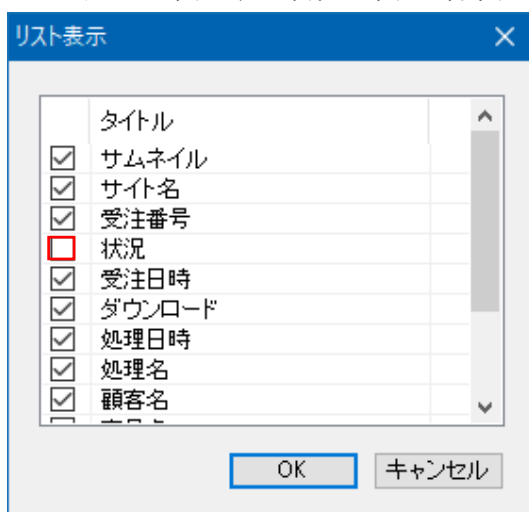 リスト表示
タイトル
サムネイル
サイト名
受注番号
状況
受注日時
ダウンロード
処理日時
処理名
顧客名
OK
キャンセル